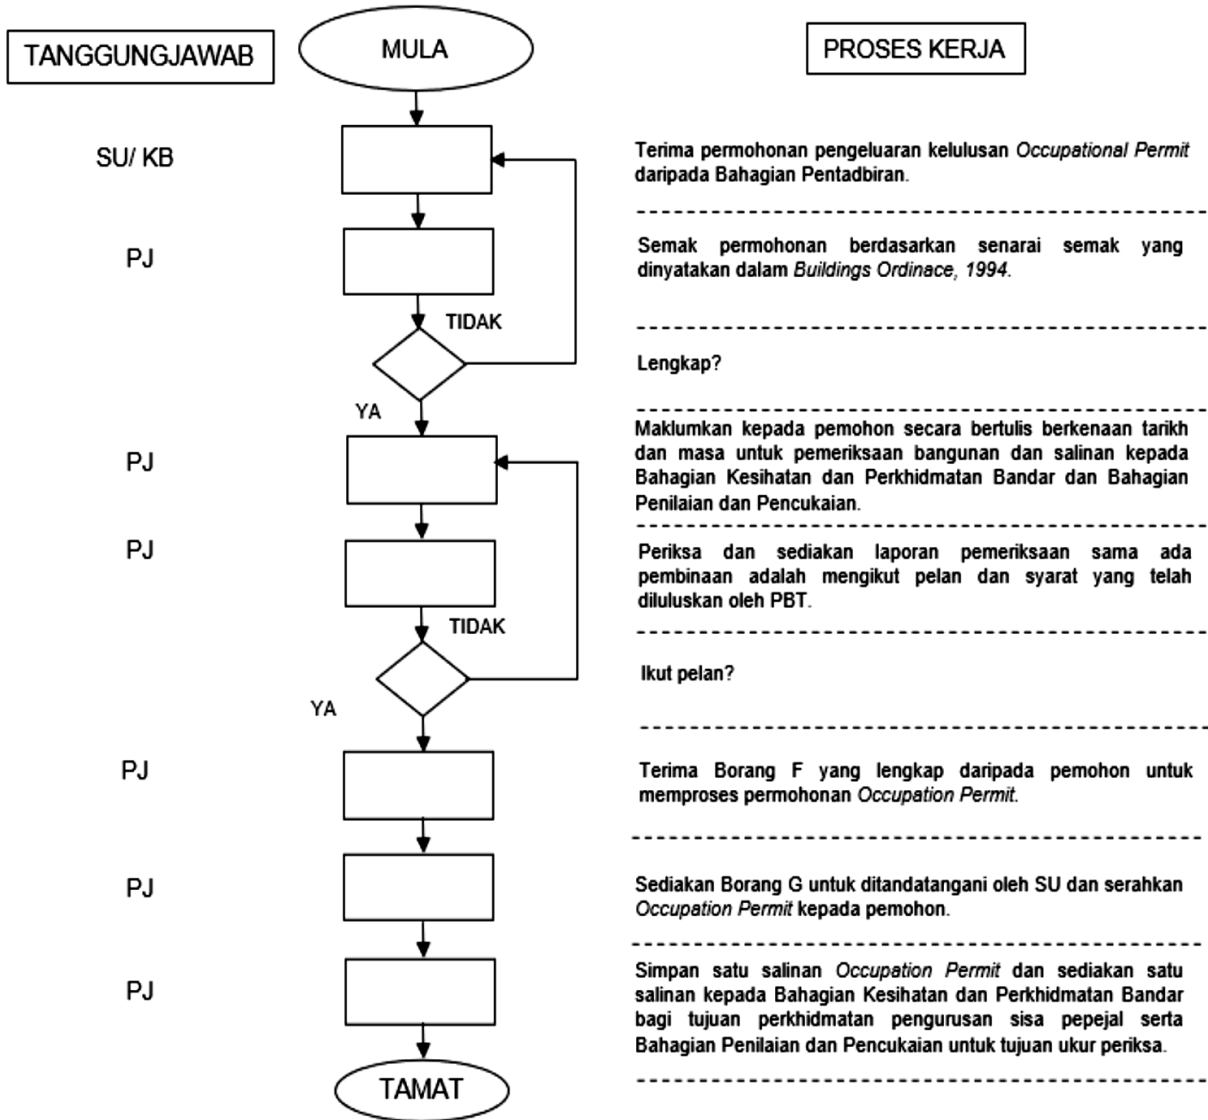 TANGGUNGJAWAB
MULA
PROSES KERJA
SU/ KB
Terima permohonan pengeluaran kelulusan Occupational Permit
daripada Bahagian Pentadbiran.
PJ
Semak permohonan berdasarkan senarai semak yang
dinyatakan dalam Buildings Ordinace, 1994.
TIDAK
Lengkap?
YA
PJ
Maklumkan kepada pemohon secara bertulis berkenaan tarikh
dan masa untuk pemeriksaan bangunan dan salinan kepada
Bahagian Kesihatan dan Perkhidmatan Bandar dan Bahagian
Penilaian dan Pencukaian.
PJ
Periksa dan sediakan laporan pemeriksaan sama ada
pembinaan adalah mengikut pelan dan syarat yang telah
diluluskan oleh PBT.
TIDAK
Ikut pelan?
YA
PJ
Terima Borang F yang lengkap daripada pemohon untuk
memproses permohonan Occupation Permit.
PJ
Sediakan Borang G untuk ditandatangani oleh SU dan serahkan
Occupation Permit kepada pemohon.
PJ
Simpan satu salinan Occupation Permit dan sediakan satu
salinan kepada Bahagian Kesihatan dan Perkhidmatan Bandar
bagi tujuan perkhidmatan pengurusan sisa pepejal serta
Bahagian Penilaian dan Pencukaian untuk tujuan ukur periksa.
TAMAT